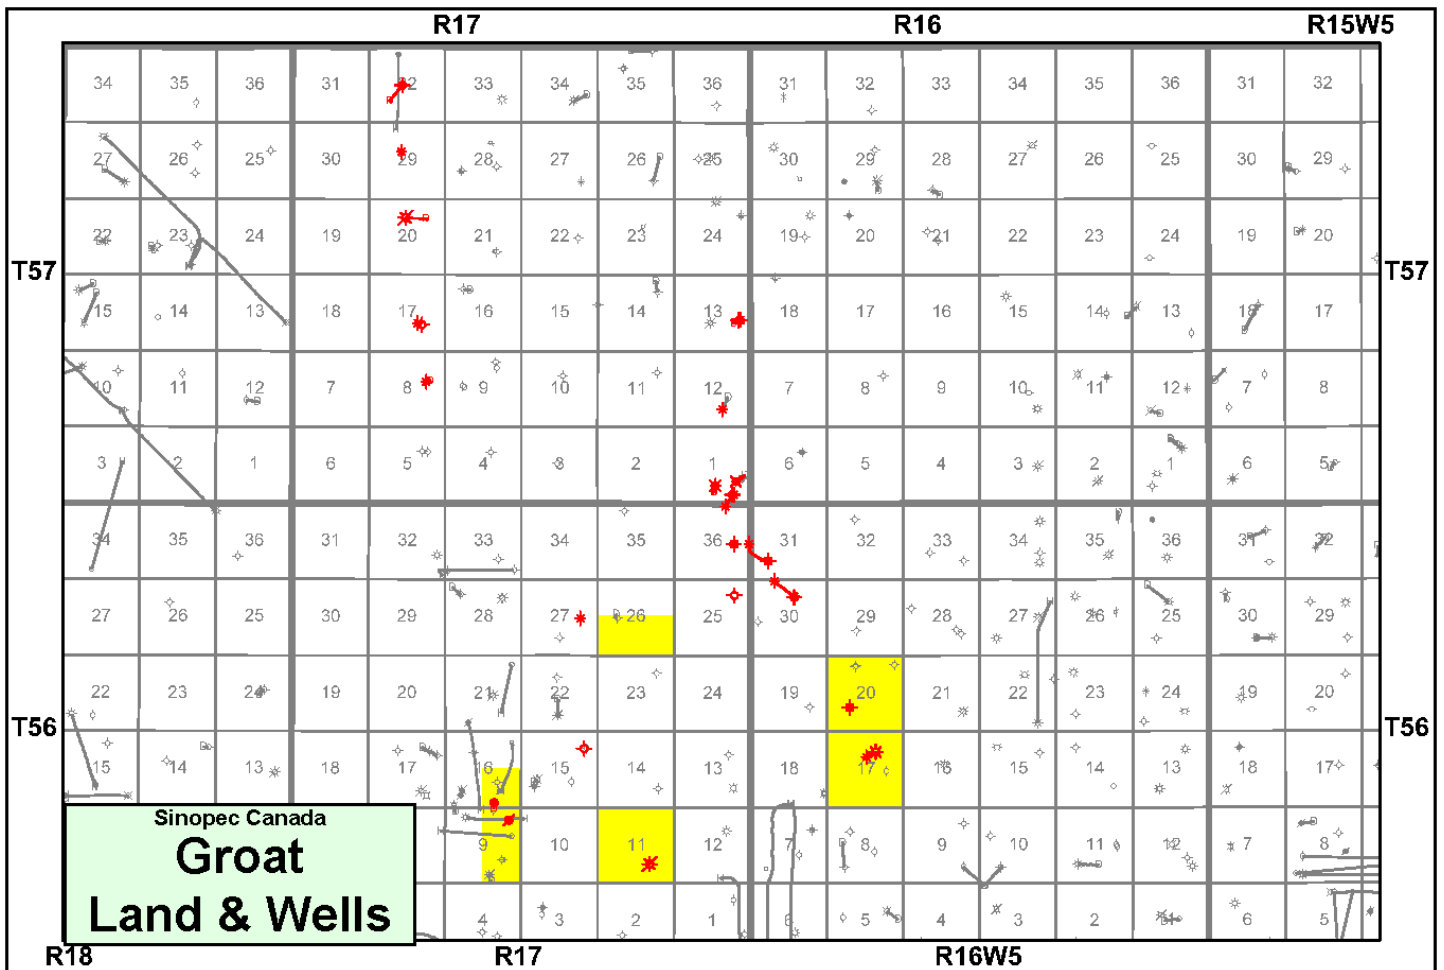 R17 R16 R15W5
34 35 36 31 32 33 34 35 36 31 32 33 34 35 36 31 32
27 26 25 30 29 28 27 26 25 30 29 28 27 26 25 30 29
22 23 24 19 20 21 22 23 24 19 20 21 22 23 24 19 20
T57 T57
15 14 13 18 17 16 15 14 13 18 17 16 15 14 13 18 17
10 11 12 7 8 9 10 11 12 7 8 9 10 11 12 7 8
3 2 1 6 5 4 3 2 1 6 5 4 3 2 1 6 5
34 35 36 31 32 33 34 35 36 31 32 33 34 35 36 31 32
27 26 25 30 29 28 27 26 25 30 29 28 27 26 25 30 29
22 23 24 19 20 21 22 23 24 19 20 21 22 23 24 19 20
T56 T56
15 14 13 18 17 16 15 14 13 18 17 16 15 14 13 18 17
17
Sinopec Canada
Groat
Land & Wells
9 10 11 12 7 8 9 10 11 12 7 8
4 3 2 1 6 5 4 3 2 1 6 5
R18 R17 R16W5